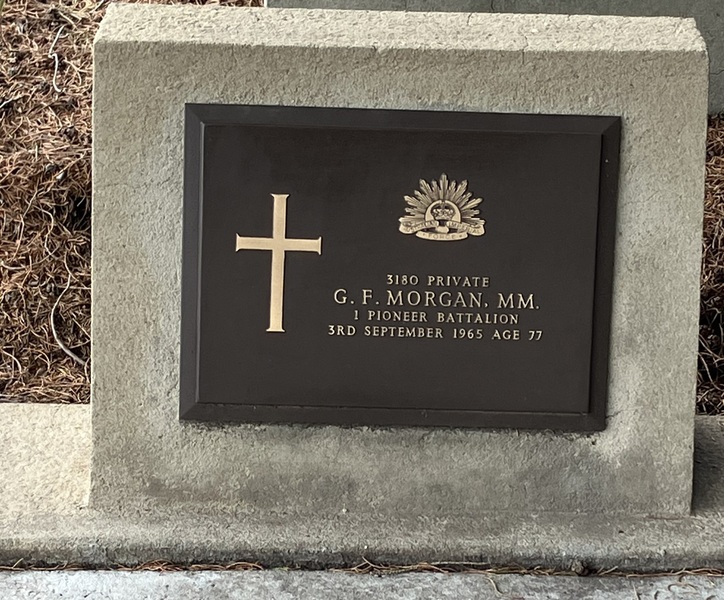 3180 PRIVATE
G. F. MORGAN, MM.
1 PIONEER BATTALION
3RD SEPTEMBER 1965 AGE 77